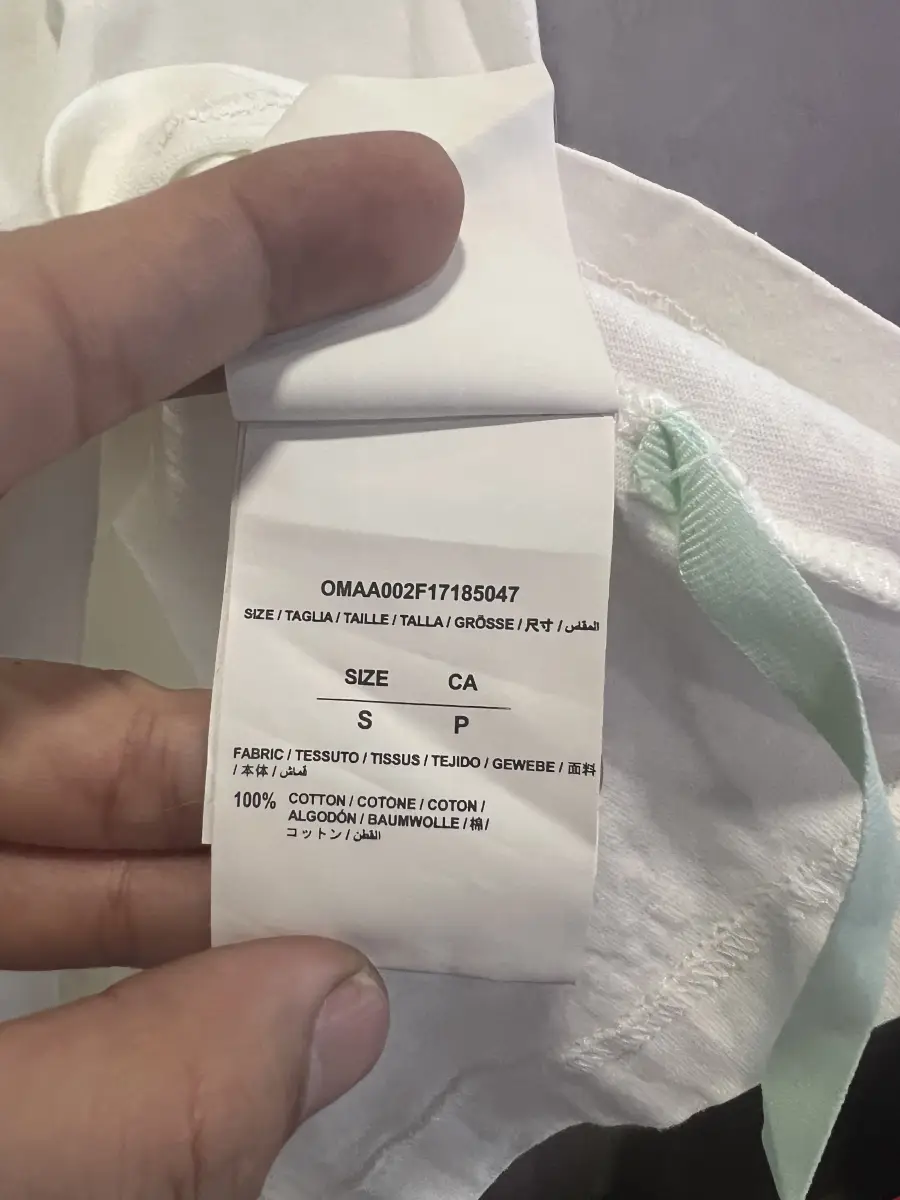 OMAA002F17185047
SIZE / TAGLIA / TAILLE / TALLA / GRÖSSE / 尺寸 / المقاس
SIZE CA
S P
FABRIC / TESSUTO / TISSUS / TEJIDO / GEWEBE / 面料
/ 本体 / قماش
100% COTTON / COTONE / COTON /
ALGODÓN / BAUMWOLLE / 棉 /
コットン / القطن